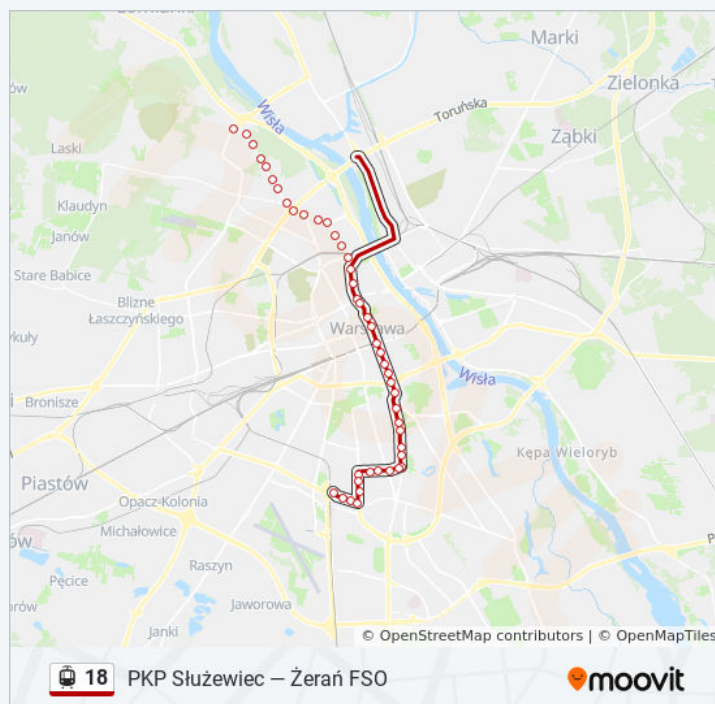 Marki
Zielonka
Toruńska
Wisła
Ząbki
Laski
Klaudyn
Janów
Stare Babice
Blizne
Łaszczyńskiego
Warszawa
Bronisze
Wisła
Kępa Wieloryb
Piastów
Opacz-Kolonia
Michałowice
Raszyn
Pęcice
Jaworowa
Janki
© OpenStreetMap contributors | © OpenMapTiles
18 PKP Służewiec — Żerań FSO
moovit